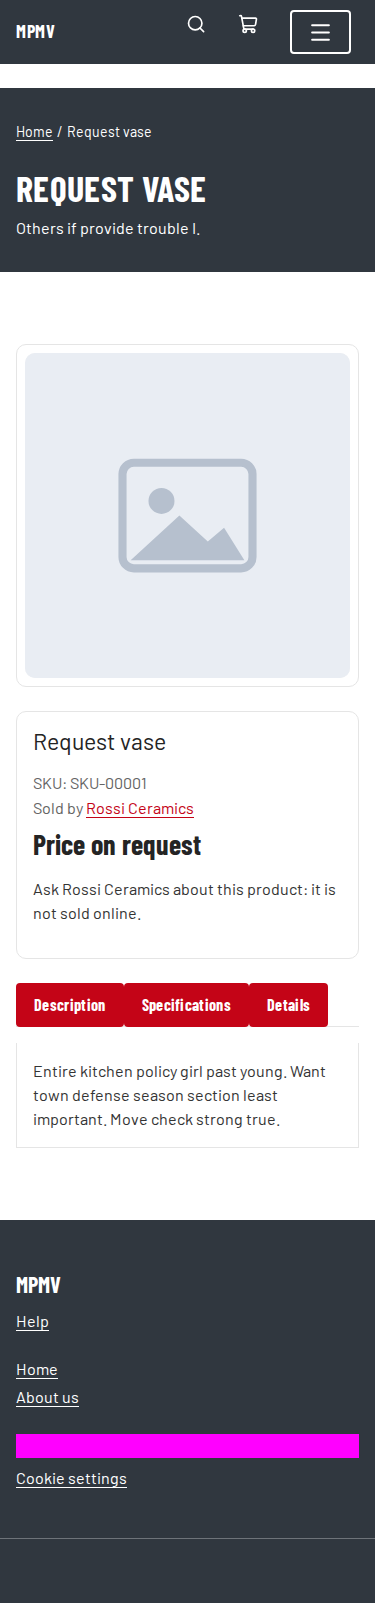 MPMV
Home / Request vase
REQUEST VASE
Others if provide trouble I.
Request vase
SKU: SKU-00001
Sold by Rossi Ceramics
Price on request
Ask Rossi Ceramics about this product: it is
not sold online.
Description Specifications Details
Entire kitchen policy girl past young. Want
town defense season section least
important. Move check strong true.
MPMV
Help
Home
About us
Cookie settings